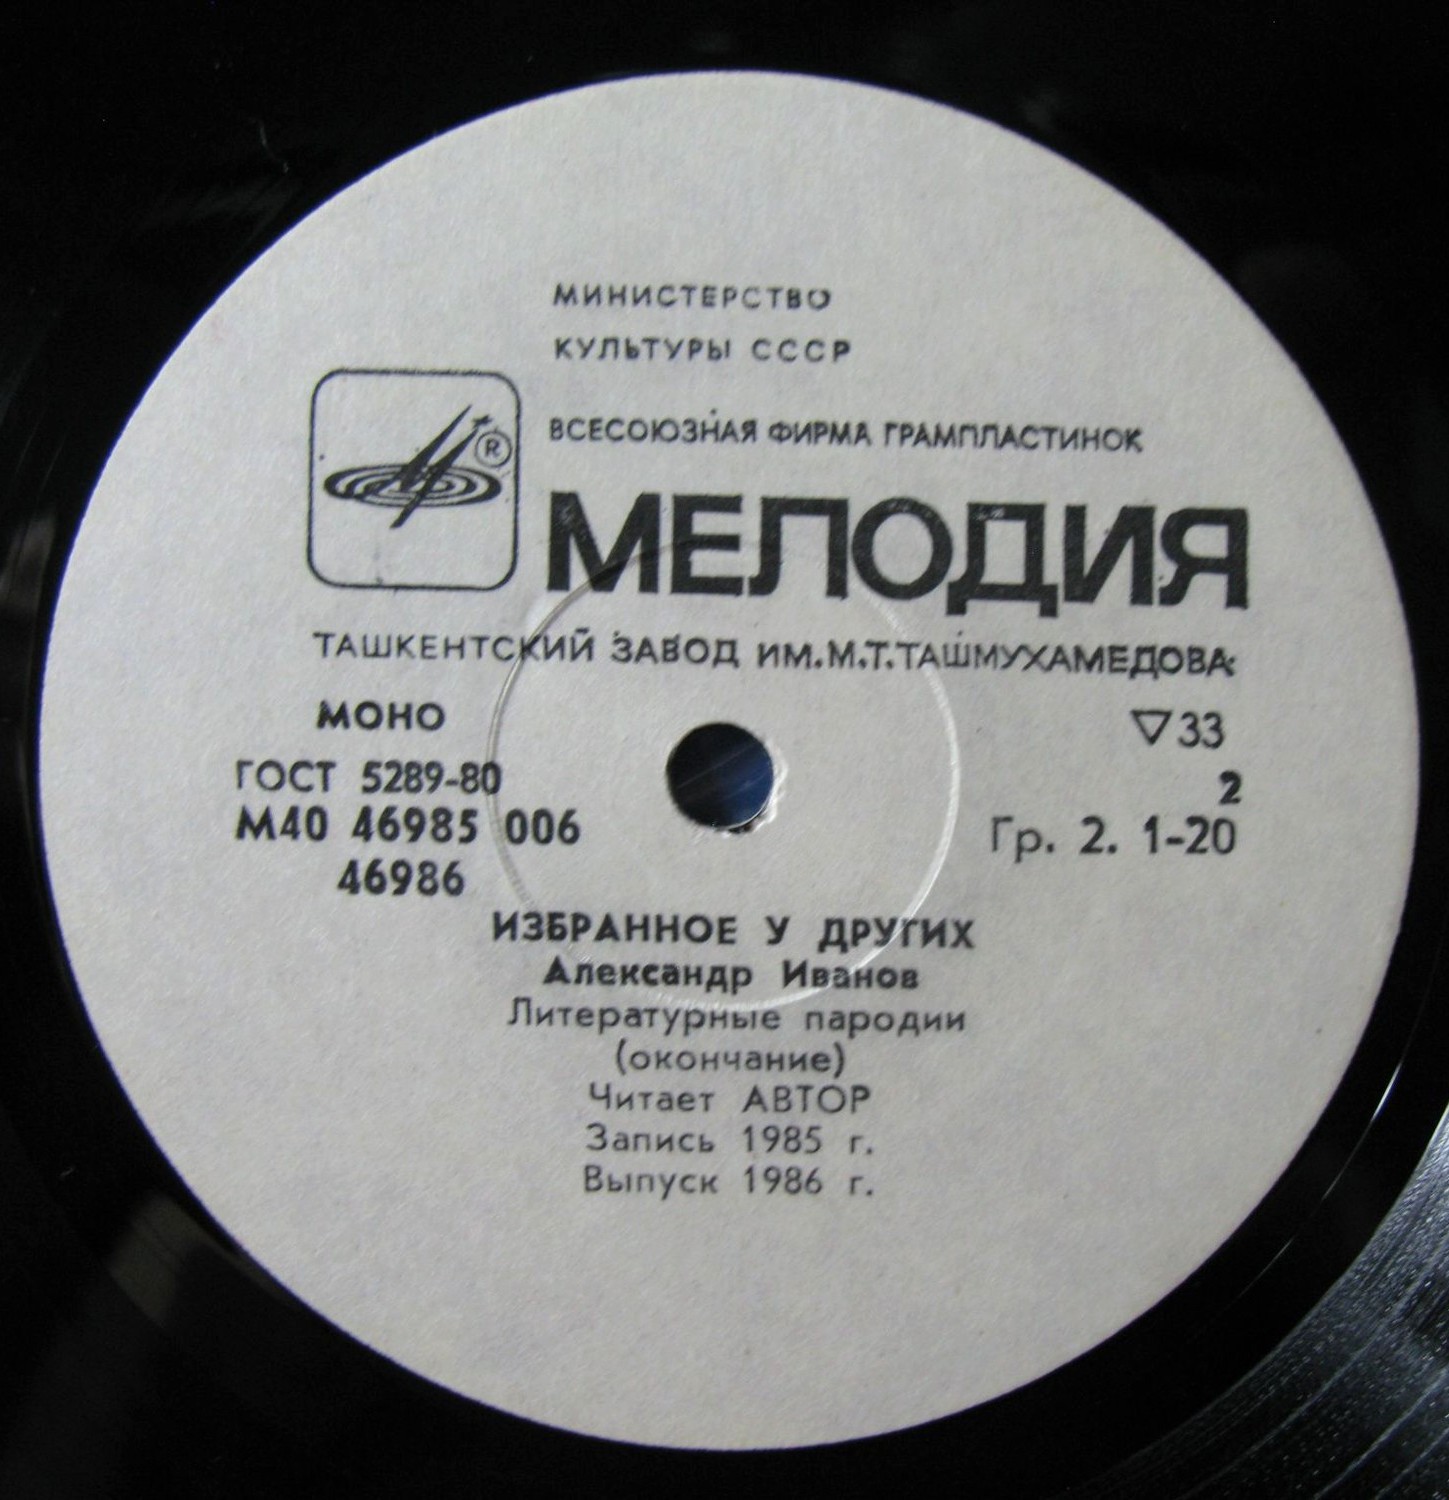 МИНИСТЕРСТВО
КУЛЬТУРЫ СССР
ВСЕСОЮЗНАЯ ФИРМА ГРАМПЛАСТИНОК
®
МЕЛОДИЯ
ТАШКЕНТСКИЙ ЗАВОД ИМ.М.Т.ТАШМУХАМЕДОВА
МОНО ▽33
ГОСТ 5289-80 2
М40 46985 006 Гр. 2. 1-20
46986
ИЗБРАННОЕ У ДРУГИХ
Александр Иванов
Литературные пародии
(окончание)
Читает АВТОР
Запись 1985 г.
Выпуск 1986 г.